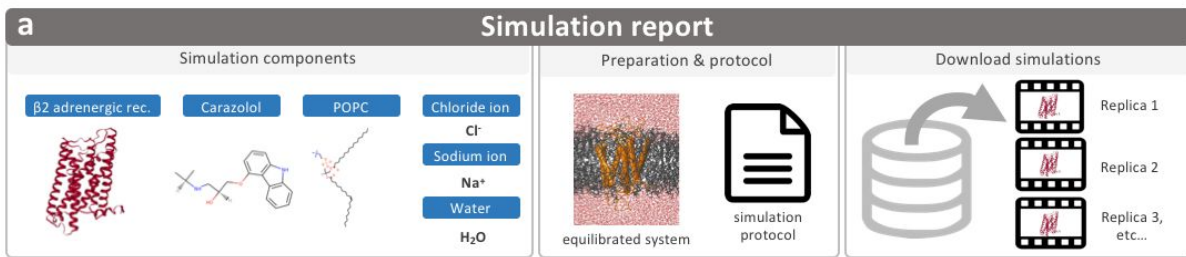 a
Simulation report
Simulation components
β2 adrenergic rec.
Carazolol
POPC
Chloride ion
Cl⁻
Sodium ion
Na⁺
Water
H₂O
Preparation & protocol
equilibrated system
simulation
protocol
Download simulations
Replica 1
Replica 2
Replica 3,
etc…